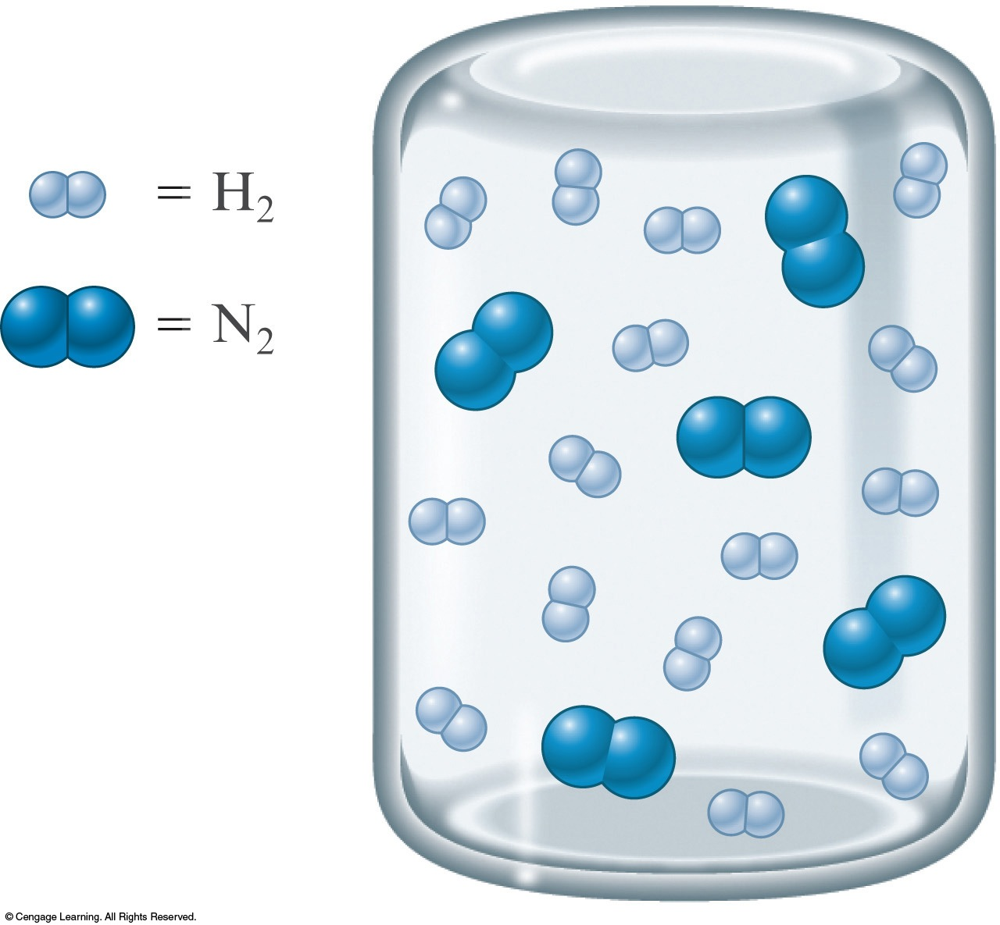 = H₂
= N₂
© Cengage Learning. All Rights Reserved.